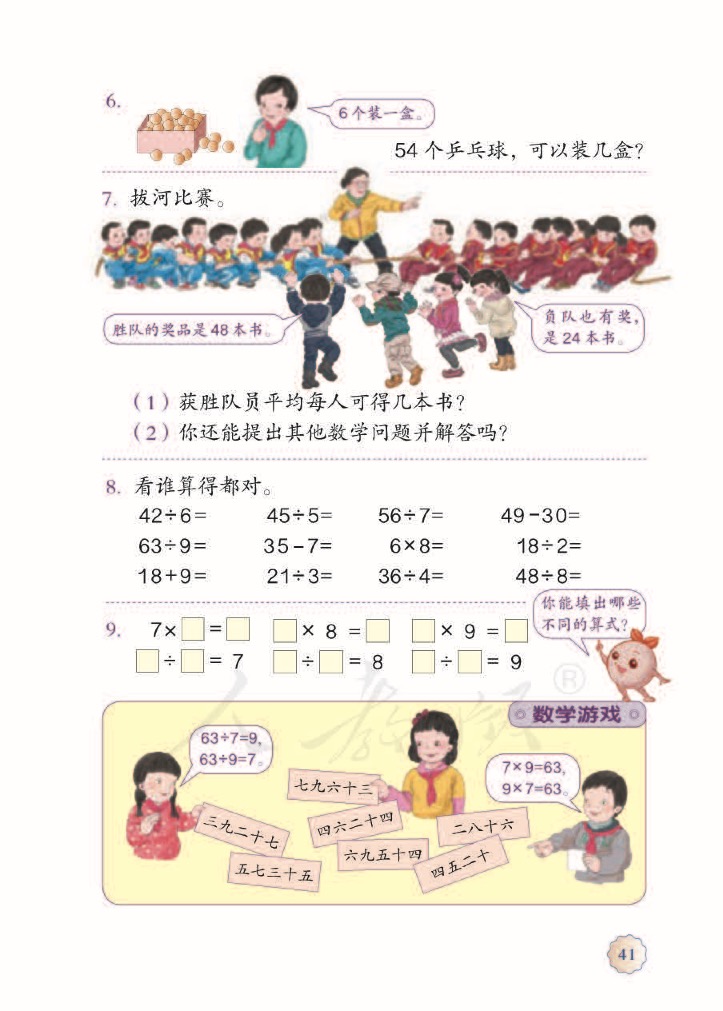 6.
6个装一盒。
54个乒乓球，可以装几盒？
7. 拔河比赛。
胜队的奖品是48本书。
负队也有奖，
是24本书。
（1）获胜队员平均每人可得几本书？
（2）你还能提出其他数学问题并解答吗？
8. 看谁算得都对。
42÷6= 45÷5= 56÷7= 49-30=
63÷9= 35-7= 6×8= 18÷2=
18+9= 21÷3= 36÷4= 48÷8=
你能填出哪些
不同的算式？
9. 7×□=□ □×8=□ □×9=□
□÷□=7 □÷□=8 □÷□=9
人教领®
数学游戏
63÷7=9，
63÷9=7。
7×9=63，
9×7=63。
七九六十三
三九二十七
四六二十四
二八十六
六九五十四
五七三十五
四五二十
41